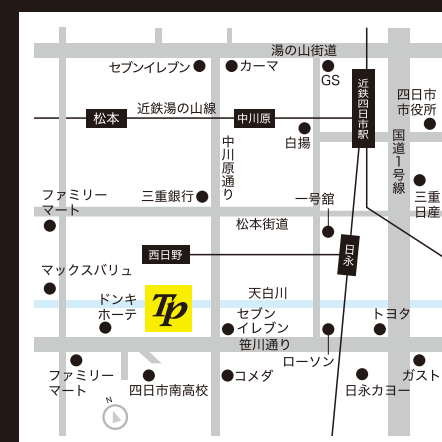 湯の山街道
セブンイレブン
カーマ
GS
近鉄四日市駅
四日市
市役所
近鉄湯の山線
松本
中川原
白揚
中川原通り
国道1号線
ファミリー
マート
三重銀行
一号舘
三重
日産
松本街道
西日野
日永
マックスバリュ
天白川
ドンキ
ホーテ
Tp
セブン
イレブン
トヨタ
笹川通り
ローソン
ファミリー
マート
四日市南高校
コメダ
日永カヨー
ガスト
N